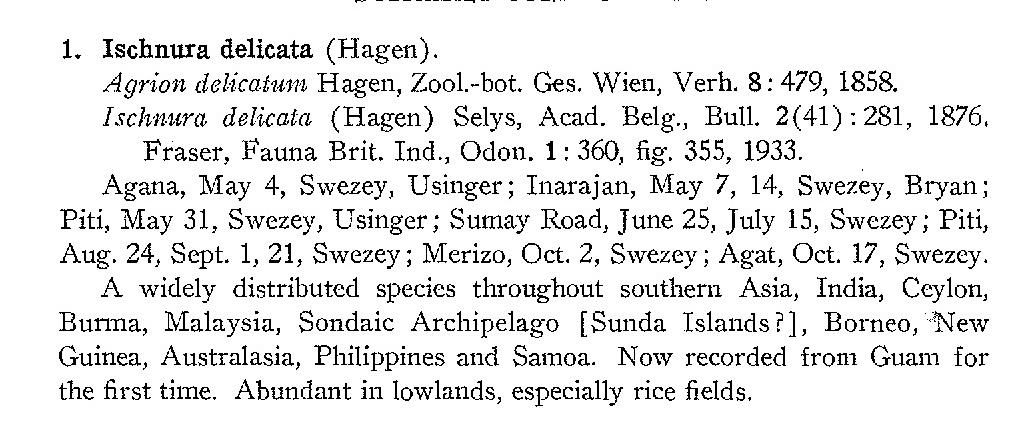 1. Ischnura delicata (Hagen).
Agrion delicatum Hagen, Zool.-bot. Ges. Wien, Verh. 8: 479, 1858.
Ischnura delicata (Hagen) Selys, Acad. Belg., Bull. 2(41): 281, 1876.
Fraser, Fauna Brit. Ind., Odon. 1: 360, fig. 355, 1933.
Agana, May 4, Swezey, Usinger; Inarajan, May 7, 14, Swezey, Bryan;
Piti, May 31, Swezey, Usinger; Sumay Road, June 25, July 15, Swezey; Piti,
Aug. 24, Sept. 1, 21, Swezey; Merizo, Oct. 2, Swezey; Agat, Oct. 17, Swezey.
A widely distributed species throughout southern Asia, India, Ceylon,
Burma, Malaysia, Sondaic Archipelago [Sunda Islands?], Borneo, New
Guinea, Australasia, Philippines and Samoa. Now recorded from Guam for
the first time. Abundant in lowlands, especially rice fields.